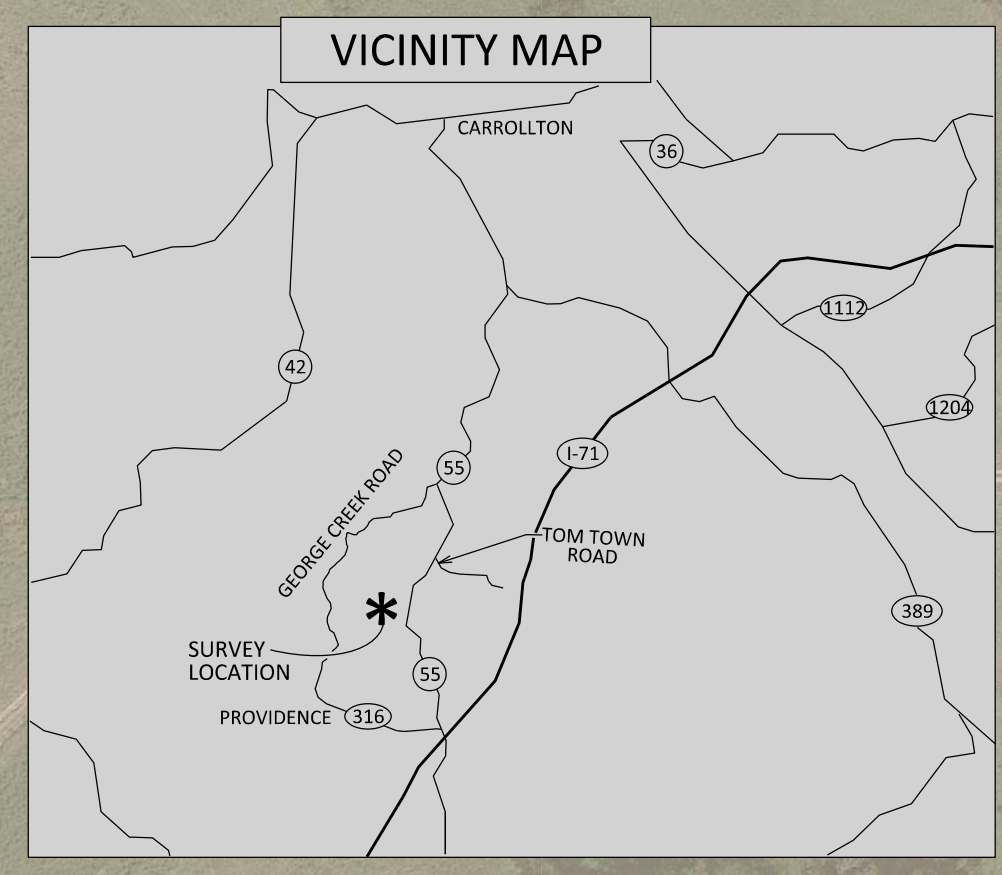 VICINITY MAP
CARROLLTON
36
1112
42
1204
I-71
55
GEORGE CREEK ROAD
TOM TOWN
ROAD
389
SURVEY
LOCATION
55
PROVIDENCE
316